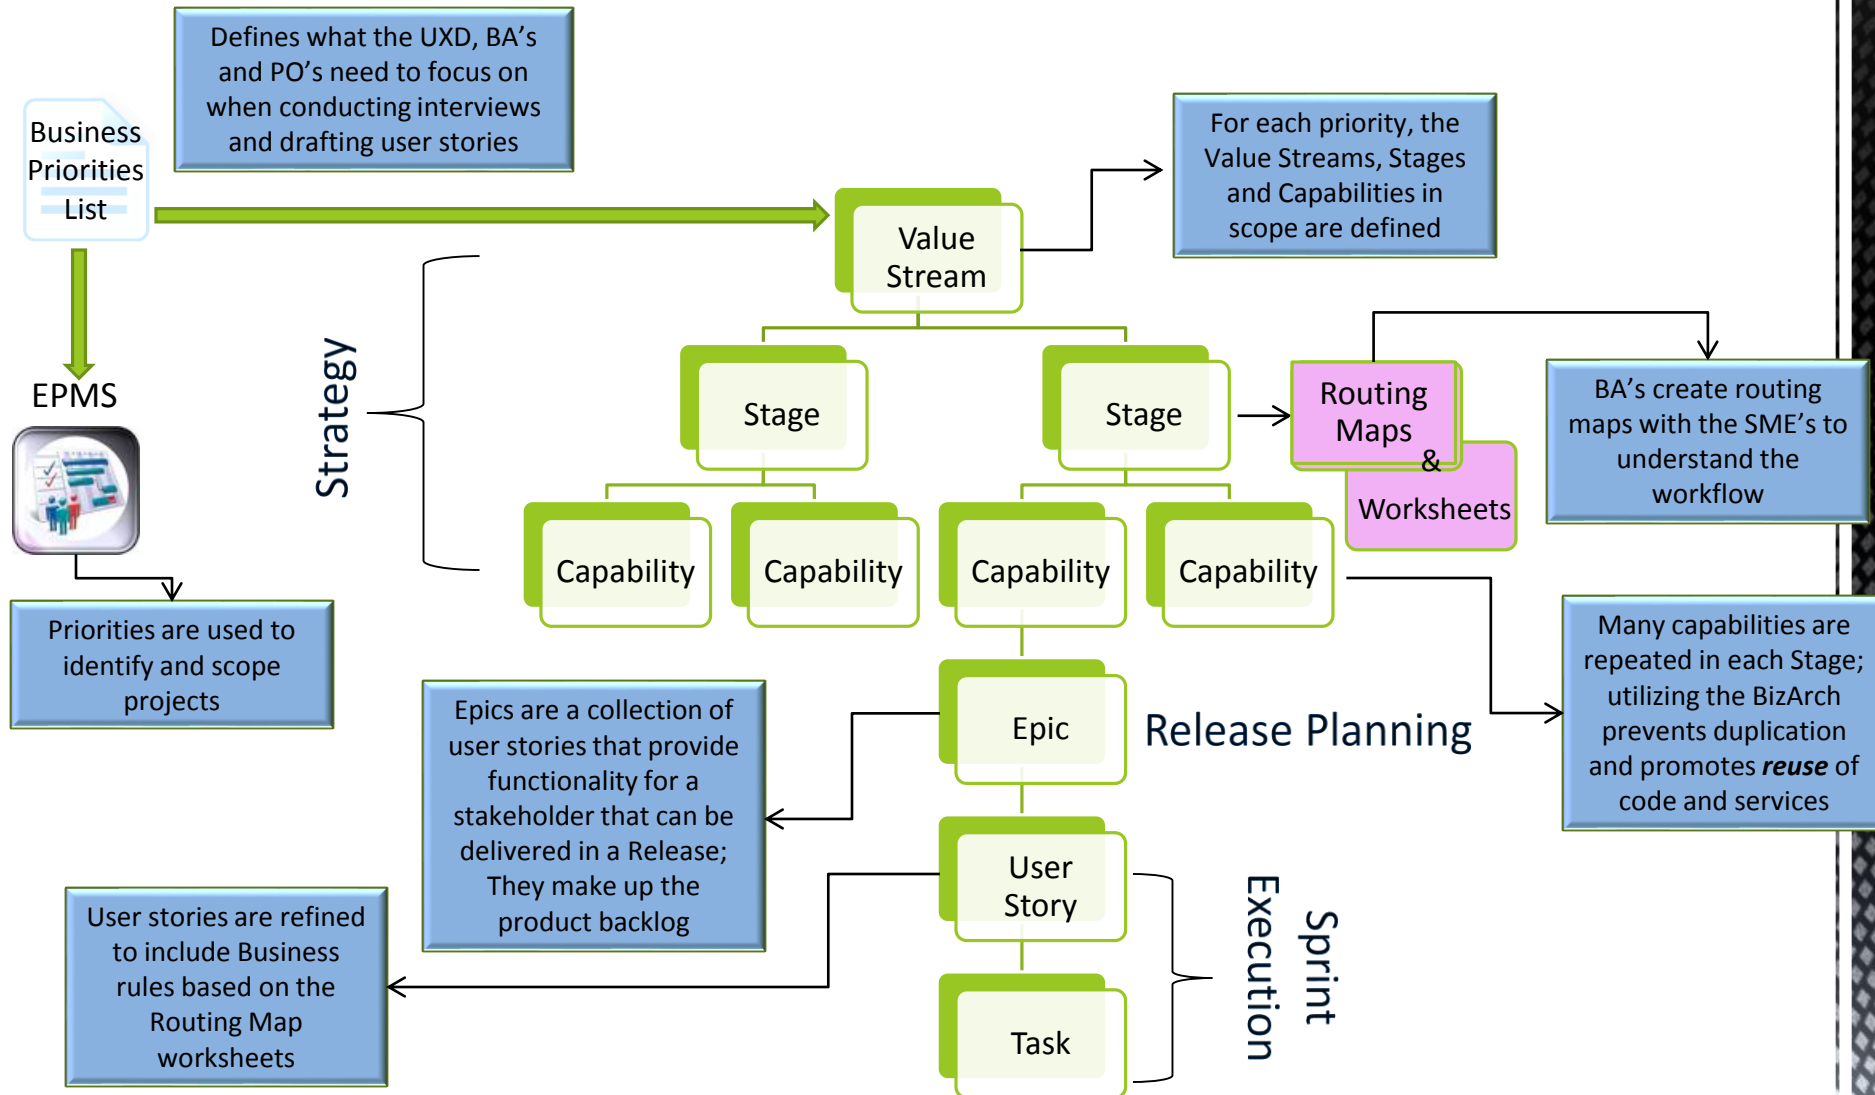 Defines what the UXD, BA’s
and PO’s need to focus on
when conducting interviews
and drafting user stories
Business
Priorities
List
For each priority, the
Value Streams, Stages
and Capabilities in
scope are defined
Value
Stream
Strategy
EPMS
Stage
Stage
Routing
Maps
&
Worksheets
BA’s create routing
maps with the SME’s to
understand the
workflow
Capability
Capability
Capability
Capability
Priorities are used to
identify and scope
projects
Many capabilities are
repeated in each Stage;
utilizing the BizArch
prevents duplication
and promotes reuse of
code and services
Epics are a collection of
user stories that provide
functionality for a
stakeholder that can be
delivered in a Release;
They make up the
product backlog
Epic
Release Planning
User
Story
Sprint
Execution
User stories are refined
to include Business
rules based on the
Routing Map
worksheets
Task